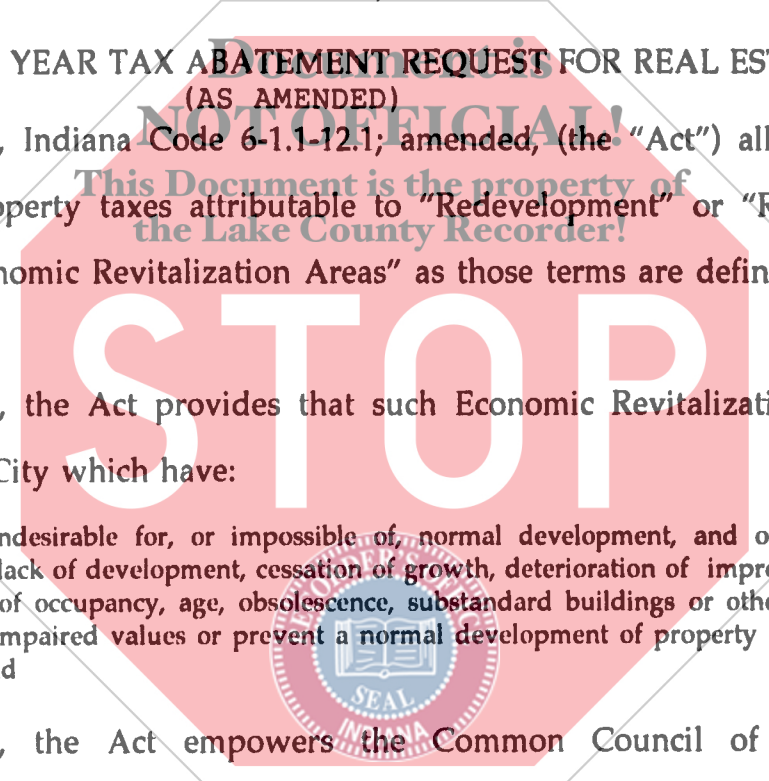 Document is
YEAR TAX ABATEMENT REQUEST FOR REAL EST
(AS AMENDED)
NOT OFFICIAL!
, Indiana Code 6-1.1-12.1; amended, (the “Act”) all
This Document is the property of
operty taxes attributable to “Redevelopment” or “R
the Lake County Recorder!
nomic Revitalization Areas” as those terms are defin
STOP
, the Act provides that such Economic Revitalizati
City which have:
ndesirable for, or impossible of, normal development, and o
lack of development, cessation of growth, deterioration of impro
of occupancy, age, obsolescence, substandard buildings or othe
mpaired values or prevent a normal development of property
d
SEAL
INDIANA
, the Act empowers the Common Council of